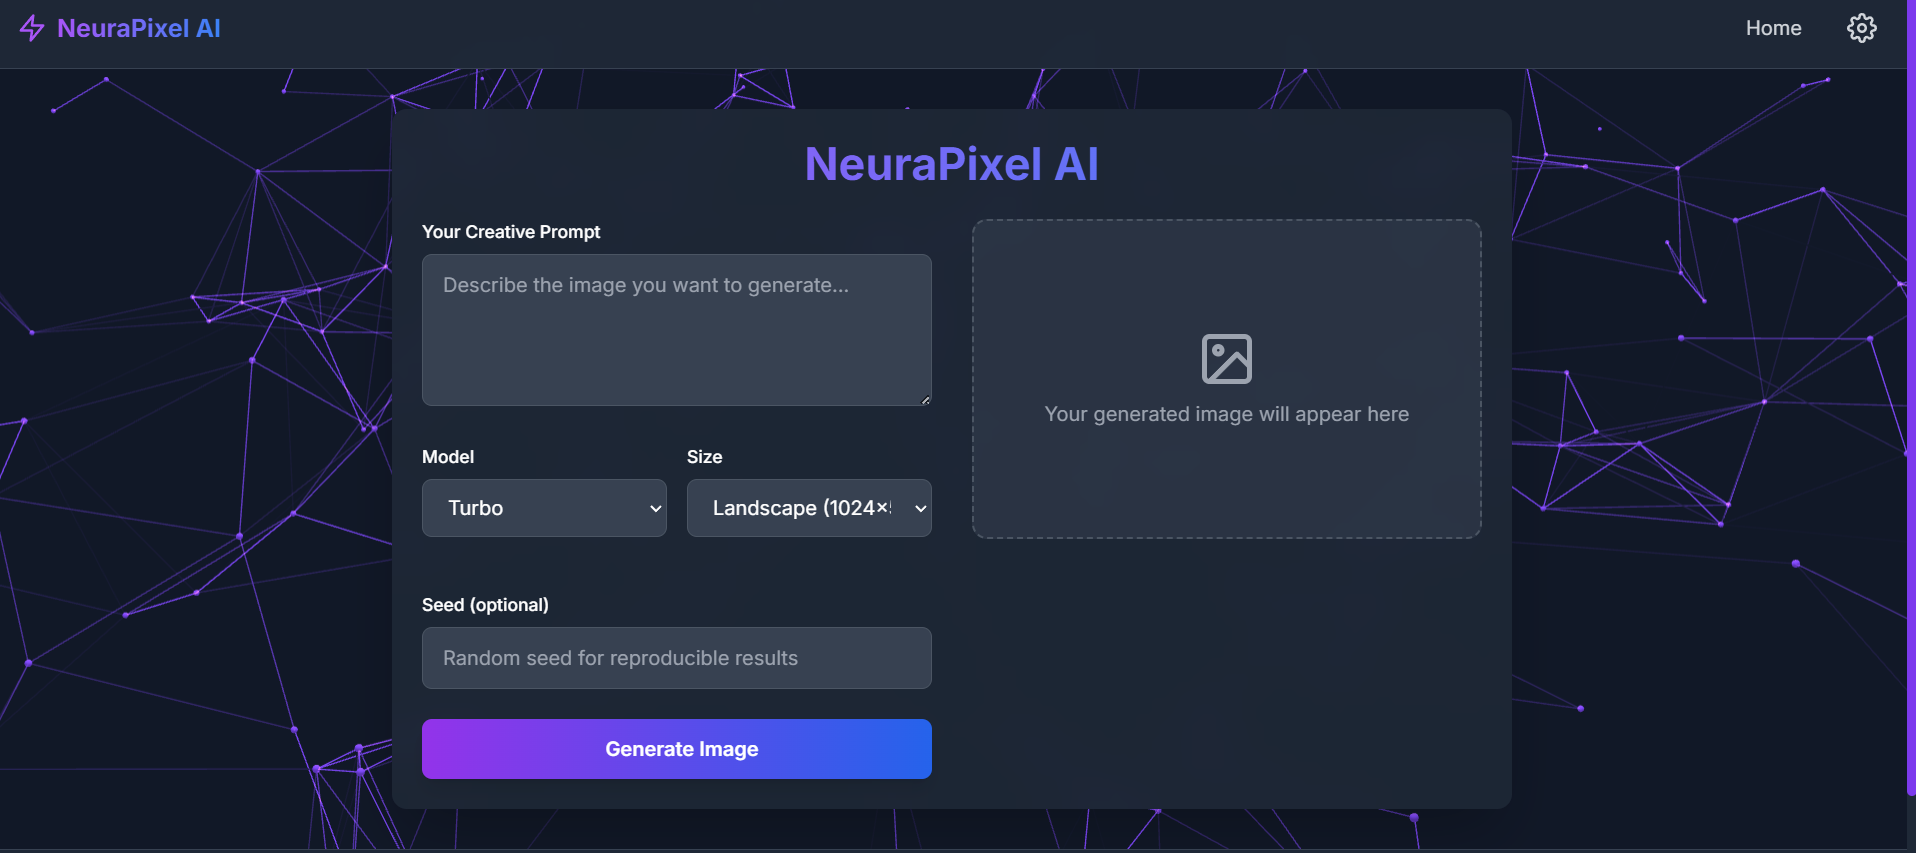 NeuraPixel AI
Home
NeuraPixel AI
Your Creative Prompt
Describe the image you want to generate...
Your generated image will appear here
Model
Size
Turbo
Landscape (1024×
Seed (optional)
Random seed for reproducible results
Generate Image